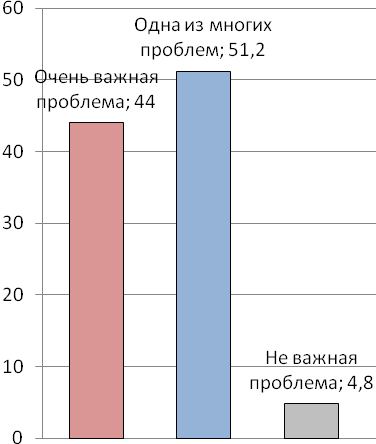 60
50
40
30
20
10
0
Очень важная
проблема; 44
Одна из многих
проблем; 51,2
Не важная
проблема; 4,8